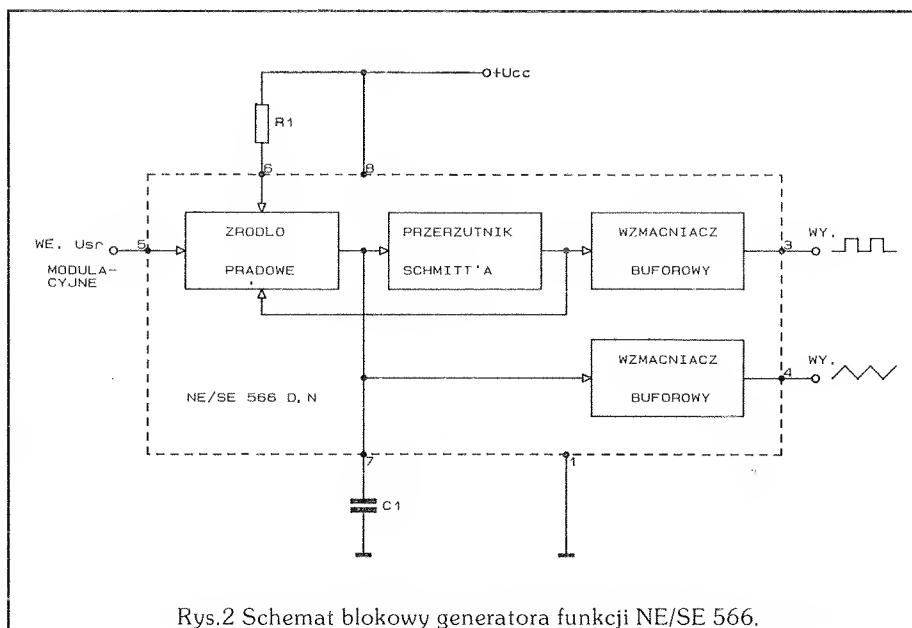 +Ucc
R1
6
8
WE. Usr
5
MODULA-
CYJNE
ZRODLO
PRADOWE
PRZERZUTNIK
SCHMITT'A
WZMACNIACZ
BUFOROWY
3
WY.
WZMACNIACZ
BUFOROWY
4
WY.
NE/SE 566 D,N
7
1
C1
Rys.2 Schemat blokowy generatora funkcji NE/SE 566.